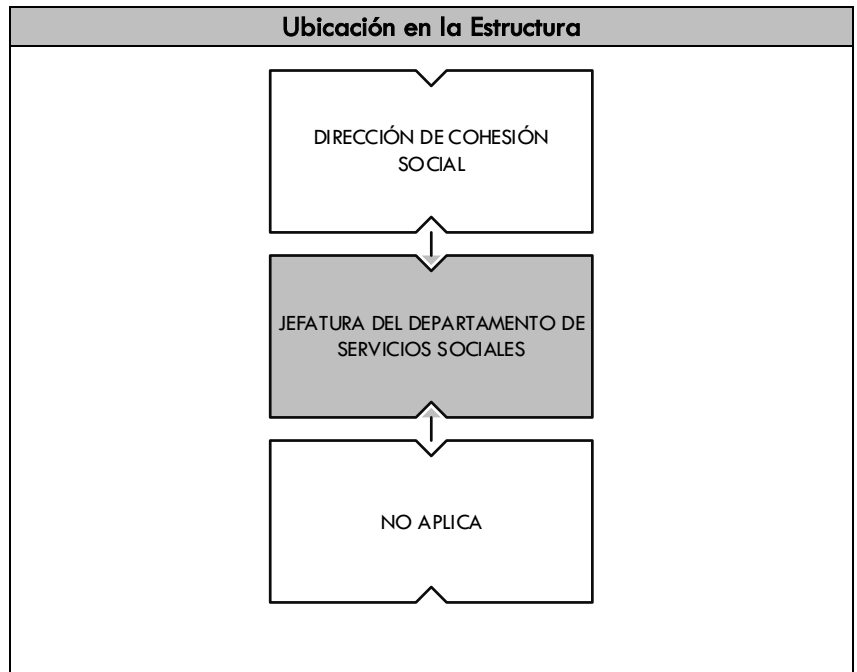 Ubicación en la Estructura
DIRECCIÓN DE COHESIÓN
SOCIAL
JEFATURA DEL DEPARTAMENTO DE
SERVICIOS SOCIALES
NO APLICA